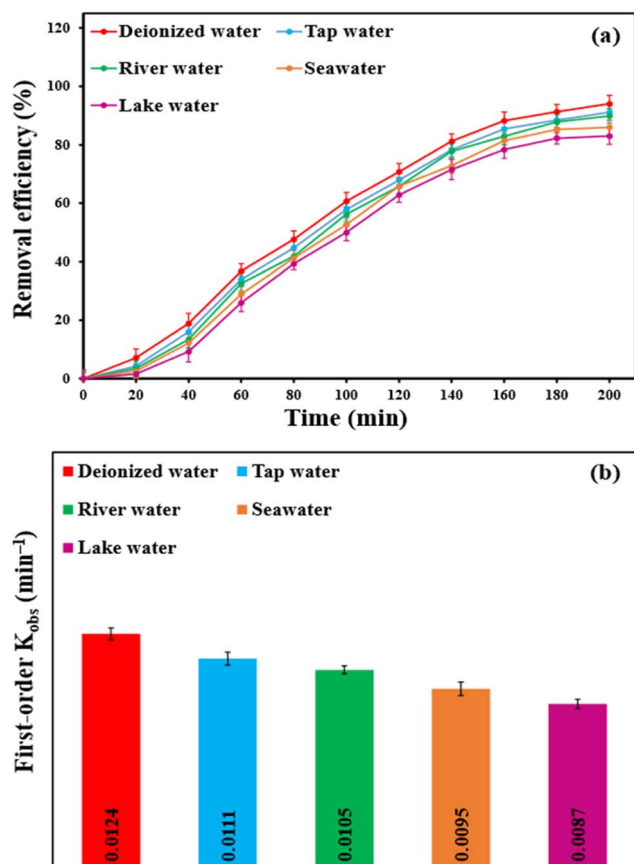 120
100
80
60
40
20
0
Removal efficiency (%)
Deionized water
Tap water
River water
Seawater
Lake water
(a)
0 20 40 60 80 100 120 140 160 180 200
Time (min)
First-order K_obs (min⁻¹)
Deionized water
Tap water
River water
Seawater
Lake water
(b)
0.0124
0.0111
0.0105
0.0095
0.0087